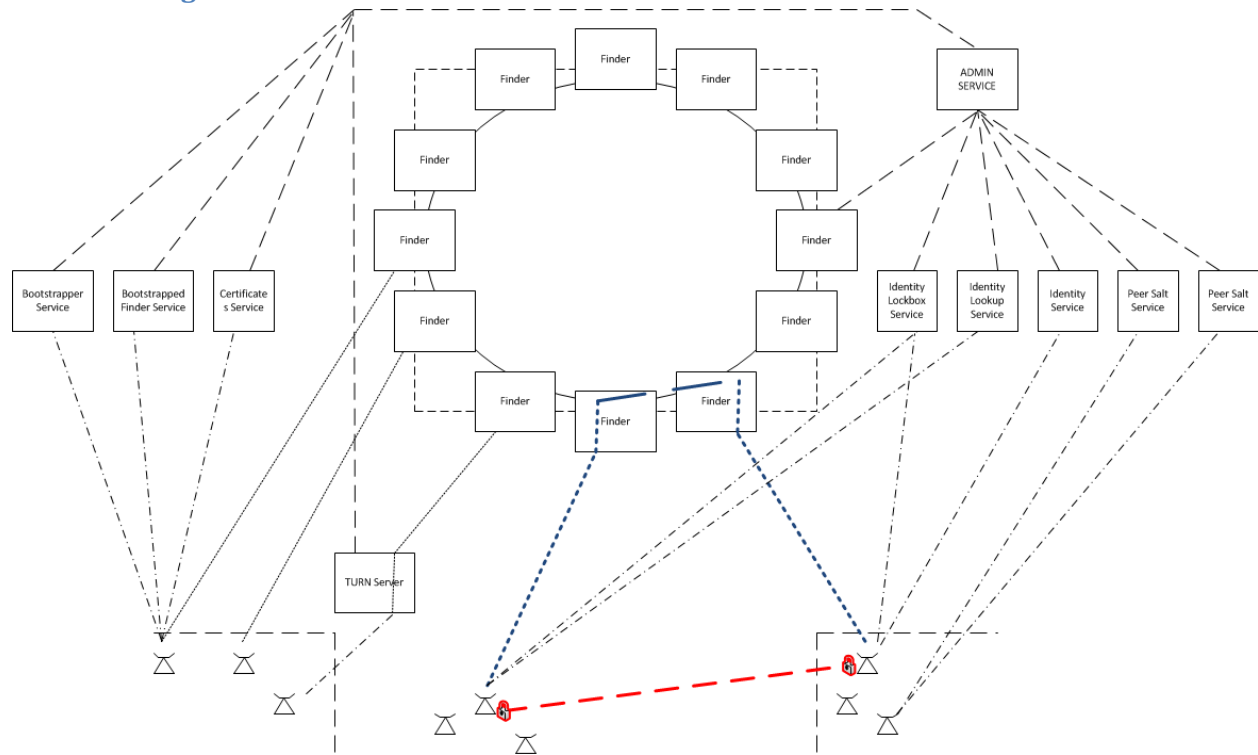 Finder
Finder
Finder
ADMIN
SERVICE
Finder
Finder
Finder
Finder
Bootstrapper
Service
Bootstrapped
Finder Service
Certificate
s Service
Identity
Lockbox
Service
Identity
Lookup
Service
Identity
Service
Peer Salt
Service
Peer Salt
Service
Finder
Finder
Finder
Finder
Finder
TURN Server